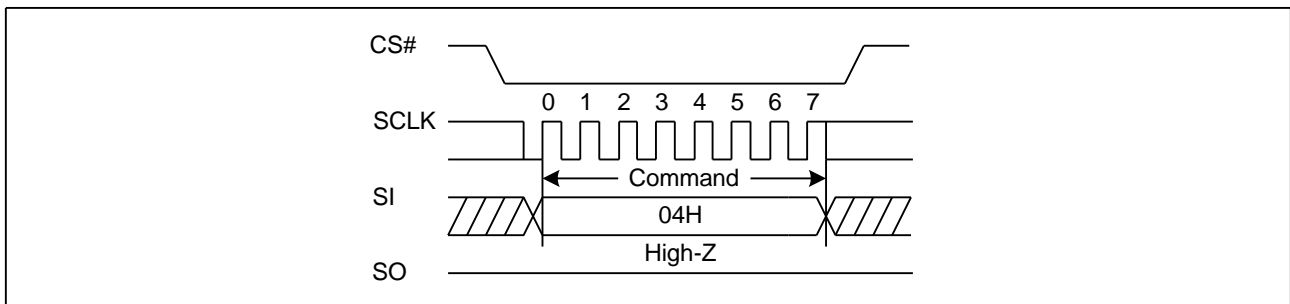 CS#
0 1 2 3 4 5 6 7
SCLK
Command
SI
04H
High-Z
SO